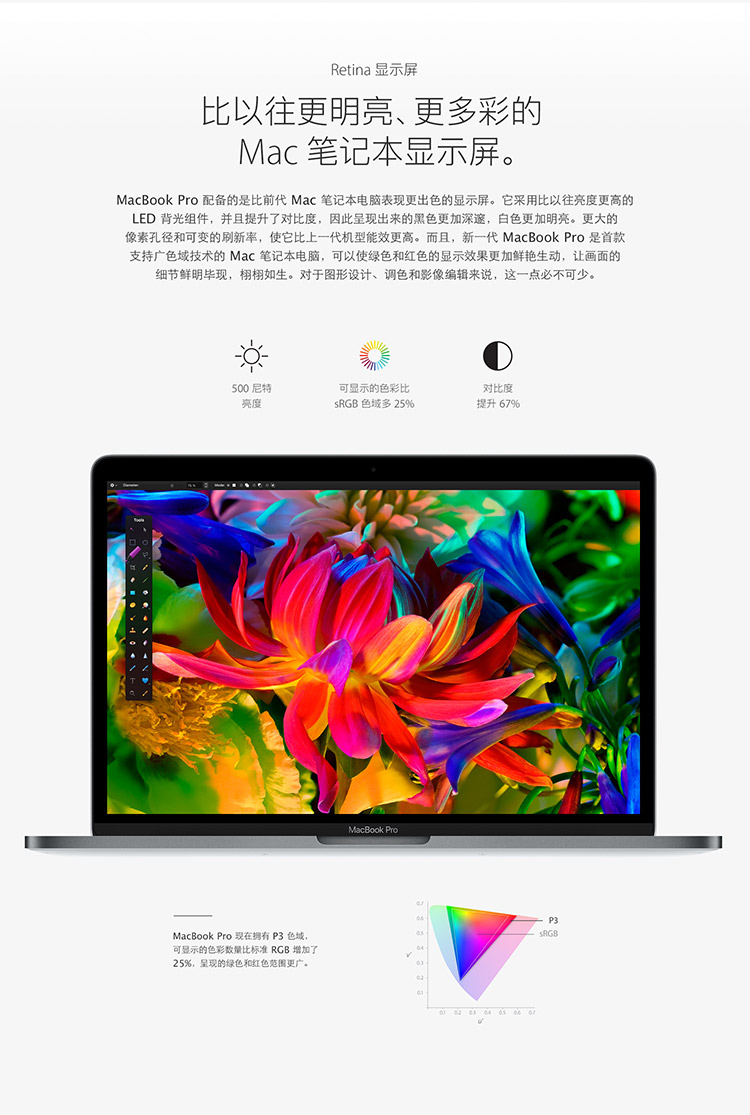 Retina 显示屏
比以往更明亮、更多彩的
Mac 笔记本显示屏。
MacBook Pro 配备的是比前代 Mac 笔记本电脑表现更出色的显示屏。它采用比以往亮度更高的
LED 背光组件，并且提升了对比度，因此呈现出来的黑色更加深邃，白色更加明亮。更大的
像素孔径和可变的刷新率，使它比上一代机型能效更高。而且，新一代 MacBook Pro 是首款
支持广色域技术的 Mac 笔记本电脑，可以使绿色和红色的显示效果更加鲜艳生动，让画面的
细节鲜明毕现，栩栩如生。对于图形设计、调色和影像编辑来说，这一点必不可少。
500 尼特
亮度
可显示的色彩比
sRGB 色域多 25%
对比度
提升 67%
Diameter:
75 %
Mode:
Tools
MacBook Pro
MacBook Pro 现在拥有 P3 色域，
可显示的色彩数量比标准 RGB 增加了
25%，呈现的绿色和红色范围更广。
0.7
0.6
0.5
0.4
0.3
0.2
0.1
v'
P3
sRGB
0.1 0.2 0.3 0.4 0.5 0.6 0.7
u'